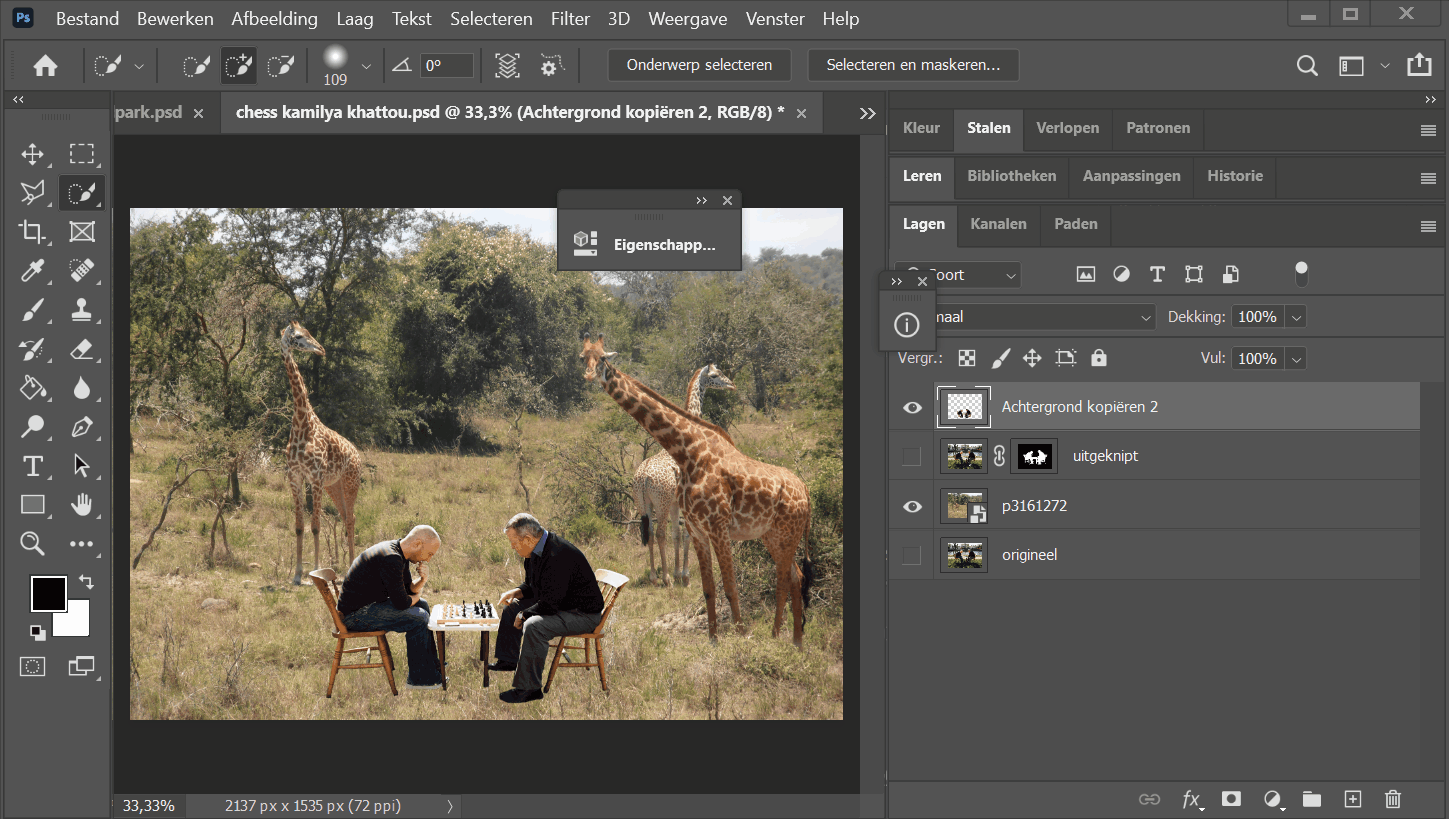 Ps Bestand Bewerken Afbeelding Laag Tekst Selecteren Filter 3D Weergave Venster Help
109 0° Onderwerp selecteren Selecteren en maskeren...
park.psd chess kamilya khattou.psd @ 33,3% (Achtergrond kopiëren 2, RGB/8) *
Eigenschapp...
33,33% 2137 px x 1535 px (72 ppi)
Kleur Stalen Verlopen Patronen
Leren Bibliotheken Aanpassingen Historie
Lagen Kanalen Paden
oort
maal Dekking: 100%
Vergr.: Vul: 100%
Achtergrond kopiëren 2
uitgeknipt
p3161272
origineel
fx